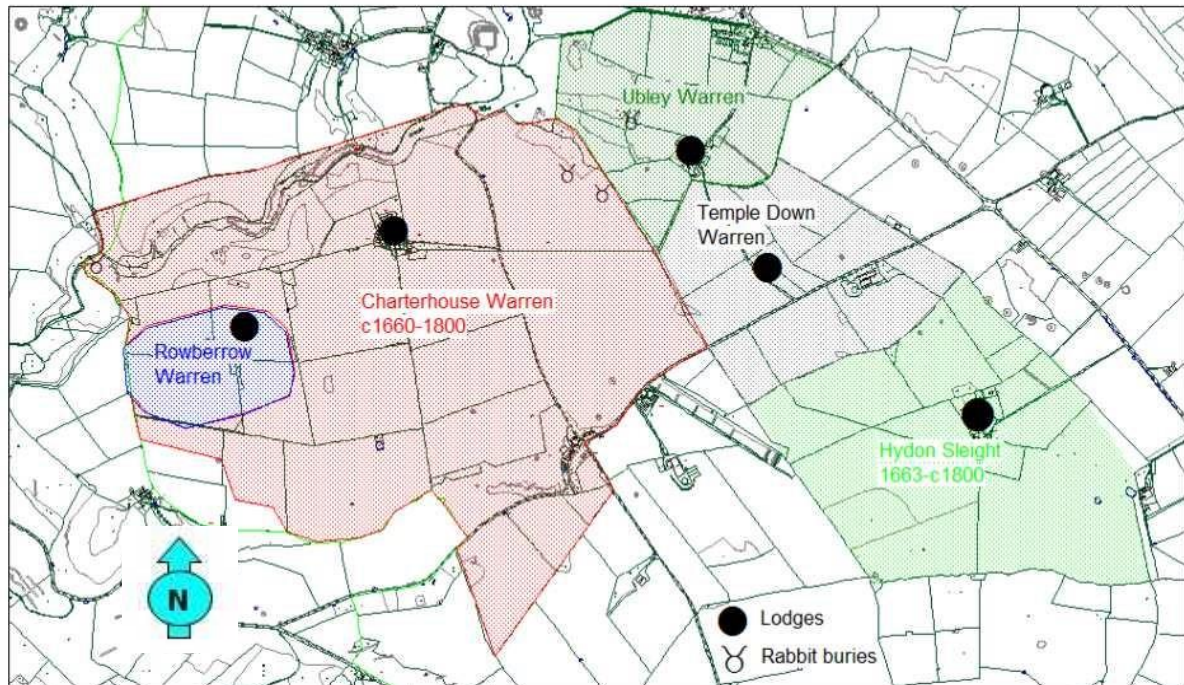 Ubley Warren
Temple Down
Warren
Charterhouse Warren
c1660-1800
Rowberrow
Warren
Hydon Sleight
1663-c1800
N
Lodges
Rabbit buries